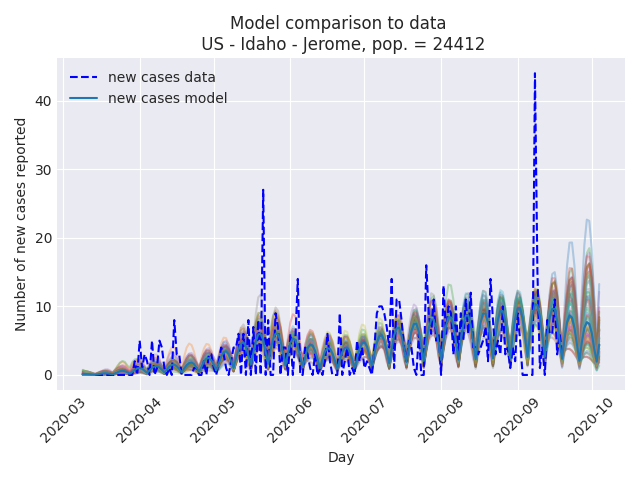 Model comparison to data
US - Idaho - Jerome, pop. = 24412
new cases data
new cases model
Number of new cases reported
40
30
20
10
0
2020-03
2020-04
2020-05
2020-06
2020-07
2020-08
2020-09
2020-10
Day